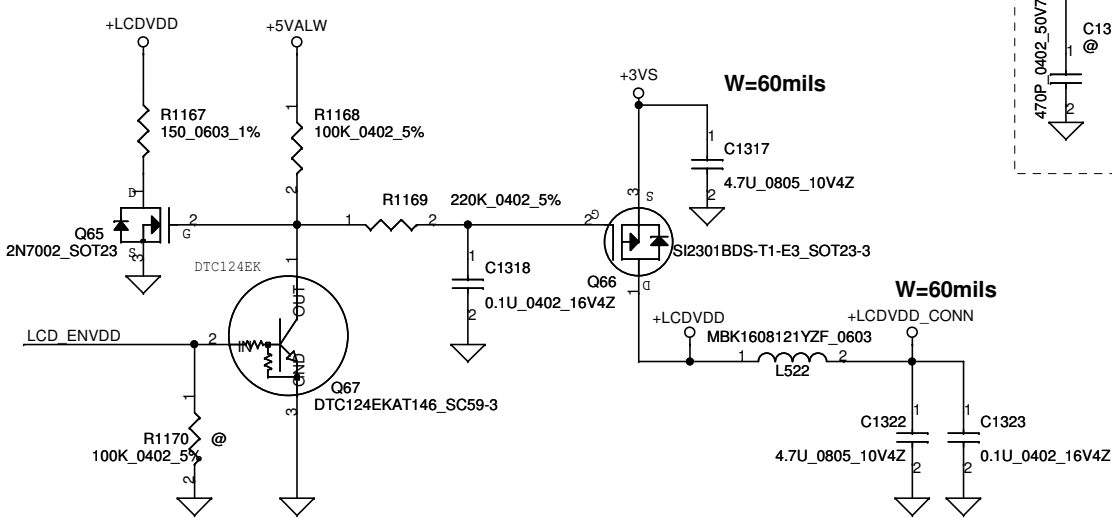 +LCDVDD
+5VALW
R1167
150_0603_1%
R1168
100K_0402_5%
1
2
D
1
2
G
S
3
Q65
2N7002_SOT23
R1169
220K_0402_5%
1
2
C1318
0.1U_0402_16V4Z
1
2
DTC124EK
1
OUT
IN
GND
2
3
Q67
DTC124EKAT146_SC59-3
LCD_ENVDD
R1170
@
100K_0402_5%
1
2
+3VS
W=60mils
C1317
4.7U_0805_10V4Z
1
2
3
S
2
G
SI2301BDS-T1-E3_SOT23-3
Q66
1
D
+LCDVDD
MBK1608121YZF_0603
1
2
L522
W=60mils
+LCDVDD_CONN
C1322
4.7U_0805_10V4Z
1
2
C1323
0.1U_0402_16V4Z
1
2
470P_0402_50V7
C13
@
1
2